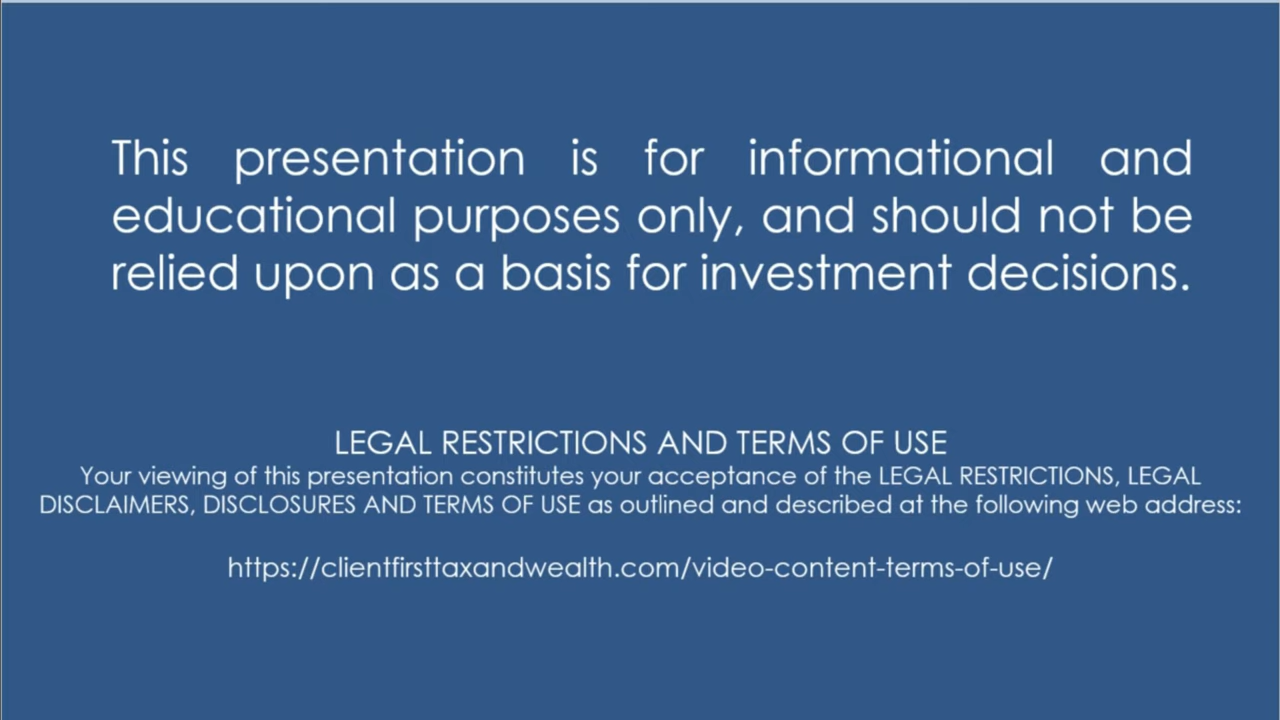 This presentation is for informational and
educational purposes only, and should not be
relied upon as a basis for investment decisions.
LEGAL RESTRICTIONS AND TERMS OF USE
Your viewing of this presentation constitutes your acceptance of the LEGAL RESTRICTIONS, LEGAL
DISCLAIMERS, DISCLOSURES AND TERMS OF USE as outlined and described at the following web address:
https://clientfirsttaxandwealth.com/video-content-terms-of-use/